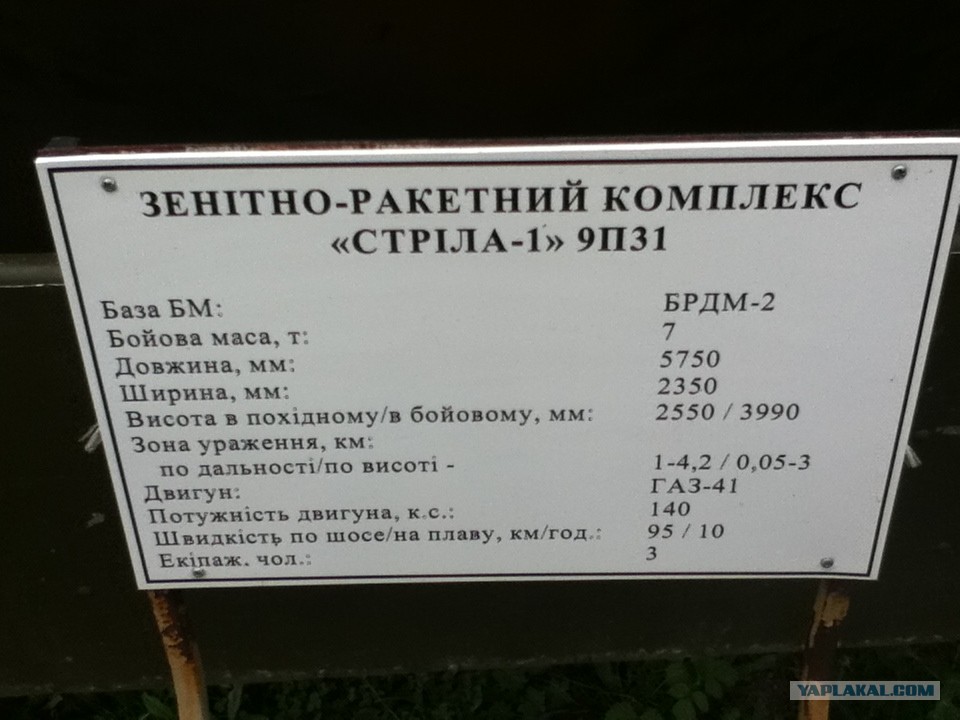 ЗЕНІТНО-РАКЕТНИЙ КОМПЛЕКС
«СТРІЛА-1» 9П31
База БМ: БРДМ-2
Бойова маса, т: 7
Довжина, мм: 5750
Ширина, мм: 2350
Висота в похідному/в бойовому, мм: 2550 / 3990
Зона ураження, км:
по дальності/по висоті - 1-4,2 / 0,05-3
Двигун: ГАЗ-41
Потужність двигуна, к.с.: 140
Швидкість по шосе/на плаву, км/год.: 95 / 10
Екіпаж. чол.: 3
YAPLAKAL.COM